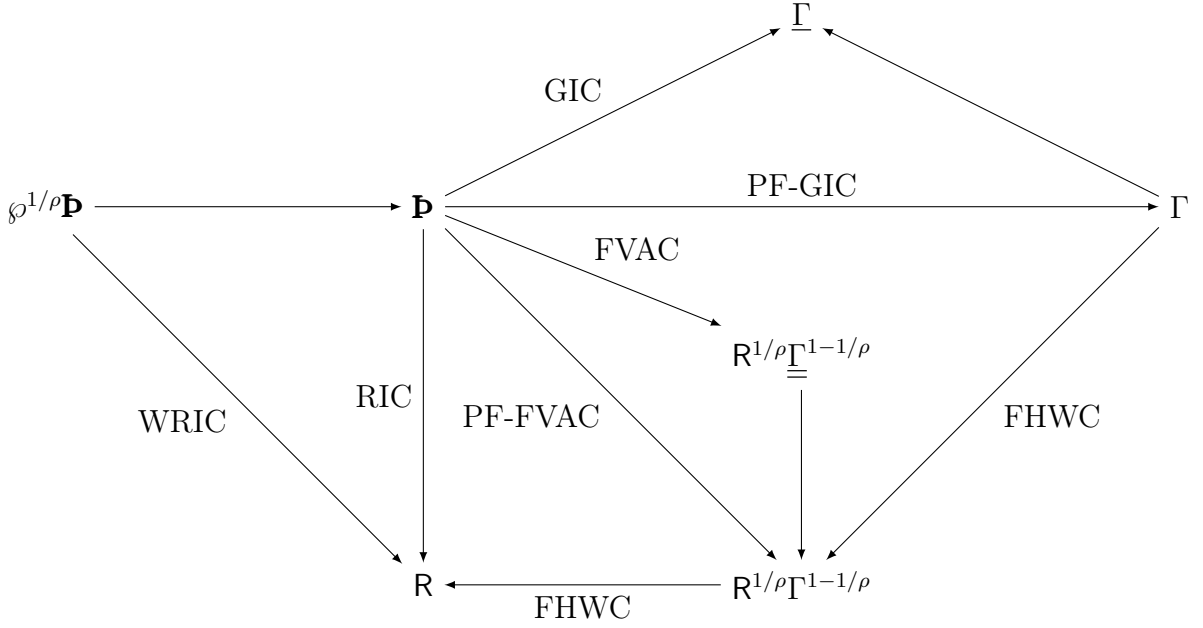 Γ̲
GIC
PF-GIC
℘^{1/ρ}Þ
Þ
Γ
FVAC
R^{1/ρ}Γ̳^{1−1/ρ}
WRIC
RIC
PF-FVAC
FHWC
R
R^{1/ρ}Γ^{1−1/ρ}
FHWC